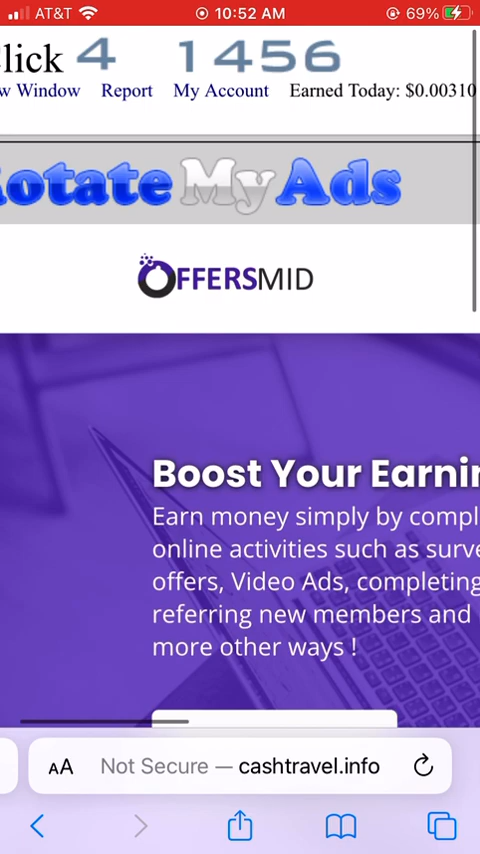 AT&T 10:52 AM 69%
lick 4 1456
w Window Report My Account Earned Today: $0.00310
otate My Ads
OFFERSMID
Boost Your Earni
Earn money simply by compl
online activities such as surve
offers, Video Ads, completing
referring new members and
more other ways !
AA Not Secure — cashtravel.info